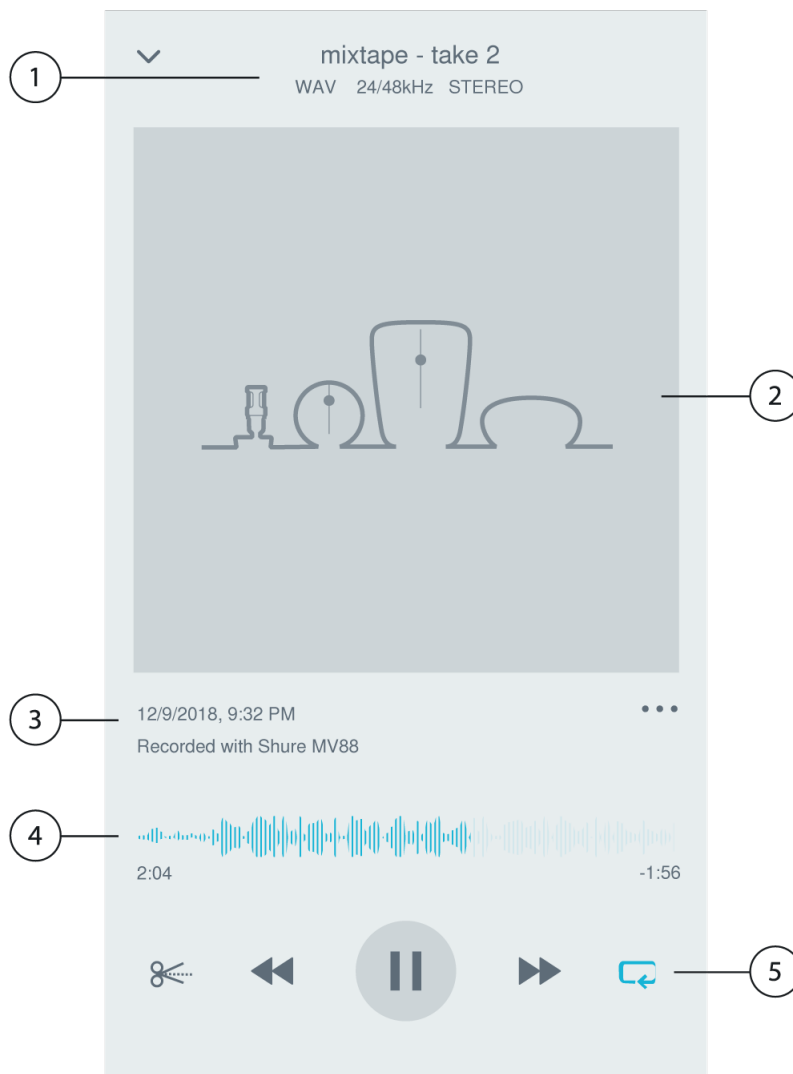 mixtape - take 2
1
WAV 24/48kHz STEREO
2
12/9/2018, 9:32 PM
3
Recorded with Shure MV88
4
2:04 -1:56
5